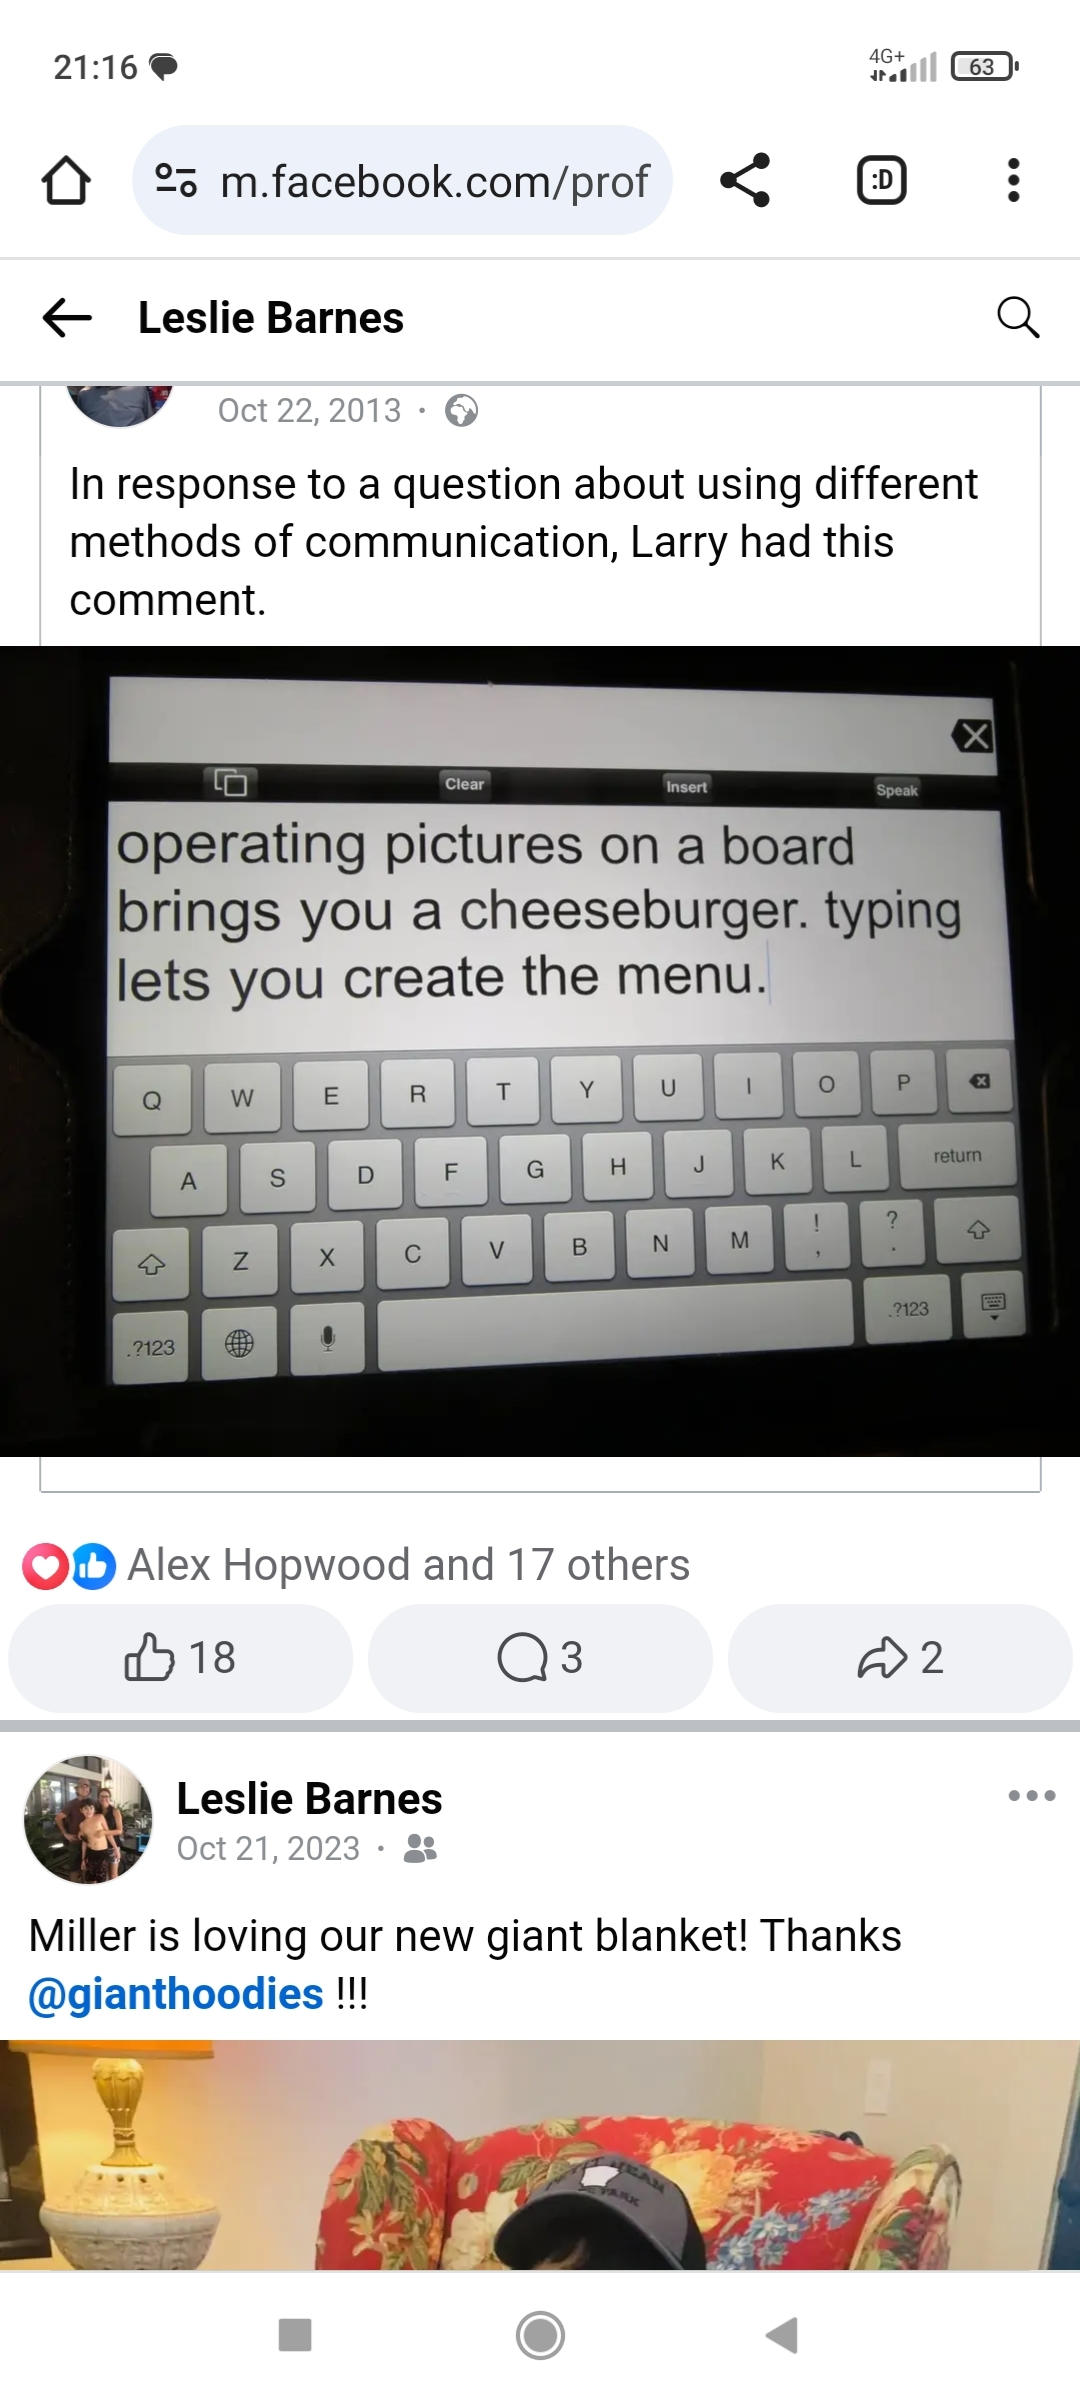 21:16
4G+
63
m.facebook.com/prof
:D
Leslie Barnes
Oct 22, 2013 ·
In response to a question about using different
methods of communication, Larry had this
comment.
Clear Insert Speak
operating pictures on a board
brings you a cheeseburger. typing
lets you create the menu.
Q W E R T Y U I O P
A S D F G H J K L return
Z X C V B N M ! , ? .
.?123 .?123
Alex Hopwood and 17 others
18 3 2
Leslie Barnes
Oct 21, 2023 ·
Miller is loving our new giant blanket! Thanks
@gianthoodies !!!
PARK